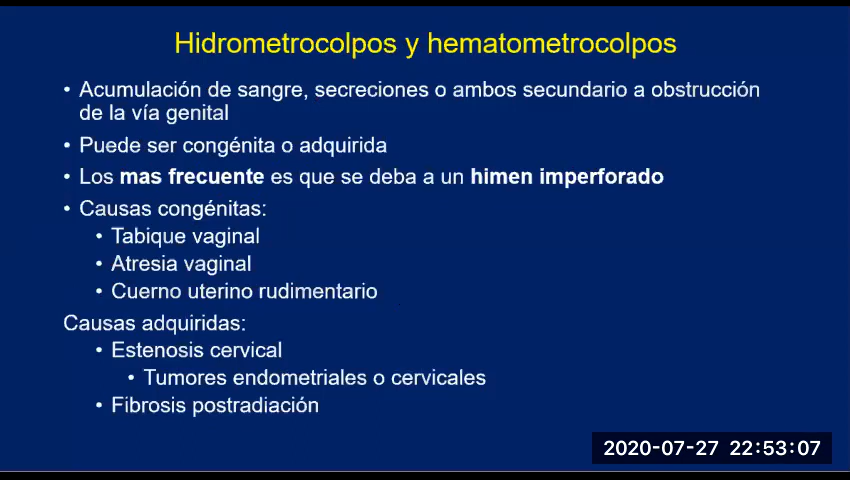 Hidrometrocolpos y hematometrocolpos
• Acumulación de sangre, secreciones o ambos secundario a obstrucción
de la vía genital
• Puede ser congénita o adquirida
• Los mas frecuente es que se deba a un himen imperforado
• Causas congénitas:
• Tabique vaginal
• Atresia vaginal
• Cuerno uterino rudimentario
Causas adquiridas:
• Estenosis cervical
• Tumores endometriales o cervicales
• Fibrosis postradiación
2020-07-27 22:53:07